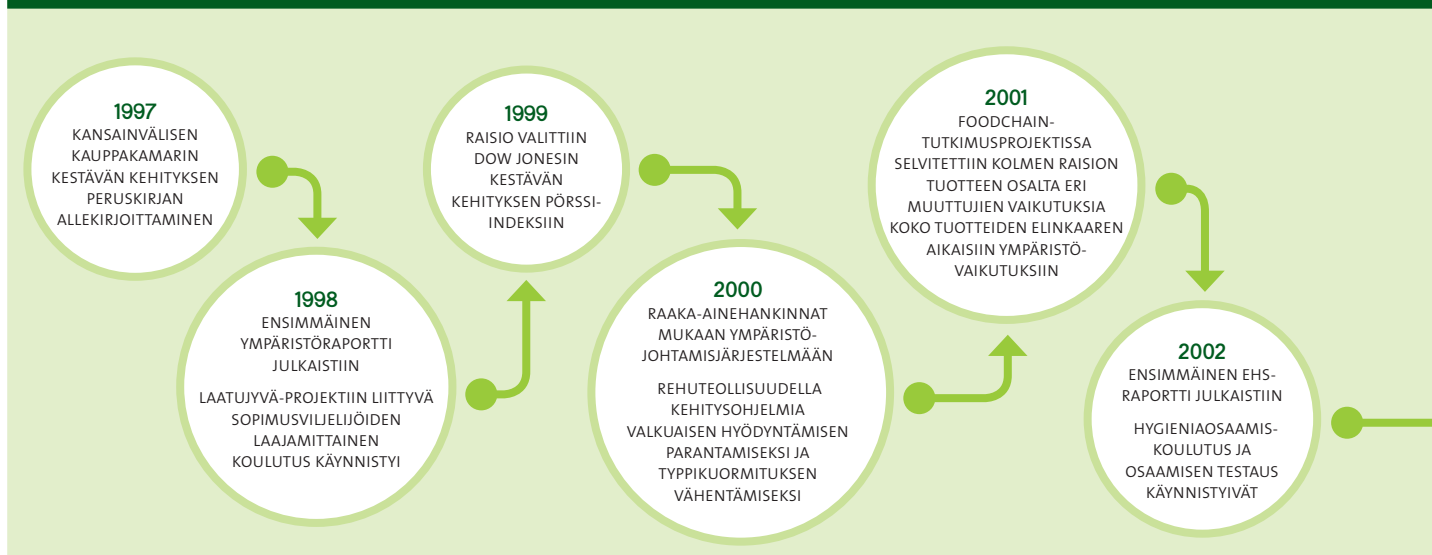 1997
KANSAINVÄLISEN
KAUPPAKAMARIN
KESTÄVÄN KEHITYKSEN
PERUSKIRJAN
ALLEKIRJOITTAMINEN
1998
ENSIMMÄINEN
YMPÄRISTÖRAPORTTI
JULKAISTIIN
LAATUJYVÄ-PROJEKTIIN LIITTYVÄ
SOPIMUSVILJELIJÖIDEN
LAAJAMITTAINEN
KOULUTUS KÄYNNISTYI
1999
RAISIO VALITTIIN
DOW JONESIN
KESTÄVÄN
KEHITYKSEN PÖRSSI-
INDEKSIIN
2000
RAAKA-AINEHANKINNAT
MUKAAN YMPÄRISTÖ-
JOHTAMISJÄRJESTELMÄÄN
REHUTEOLLISUUDELLA
KEHITYSOHJELMIA
VALKUAISEN HYÖDYNTÄMISEN
PARANTAMISEKSI JA
TYPPIKUORMITUKSEN
VÄHENTÄMISEKSI
2001
FOODCHAIN-
TUTKIMUSPROJEKTISSA
SELVITETTIIN KOLMEN RAISION
TUOTTEEN OSALTA ERI
MUUTTUJIEN VAIKUTUKSIA
KOKO TUOTTEIDEN ELINKAAREN
AIKAISIIN YMPÄRISTÖ-
VAIKUTUKSIIN
2002
ENSIMMÄINEN EHS-
RAPORTTI JULKAISTIIN
HYGIENIAOSAAMIS-
KOULUTUS JA
OSAAMISEN TESTAUS
KÄYNNISTYIVÄT